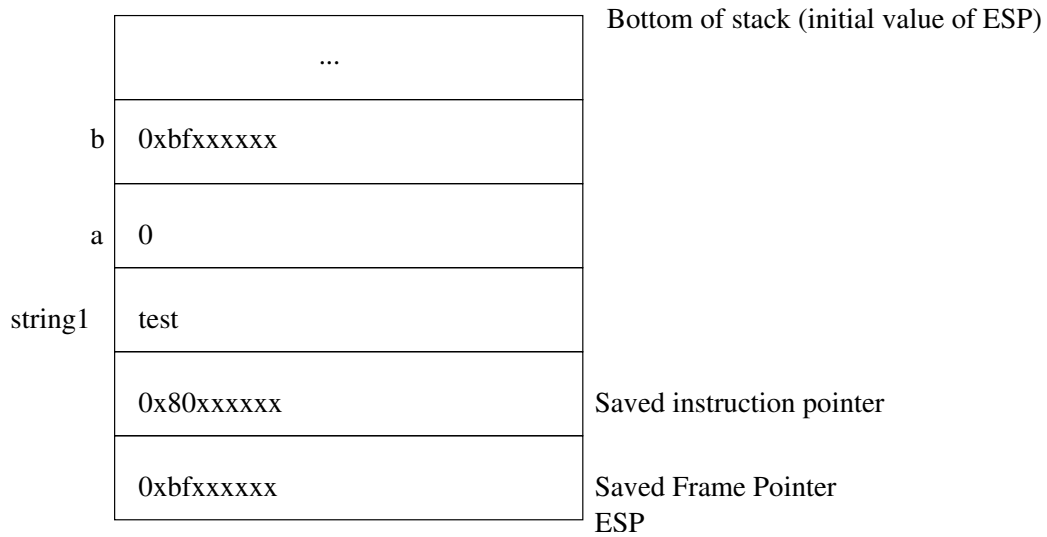 Bottom of stack (initial value of ESP)
...
b 0xbfxxxxxx
a 0
string1 test
0x80xxxxxx Saved instruction pointer
0xbfxxxxxx Saved Frame Pointer
ESP